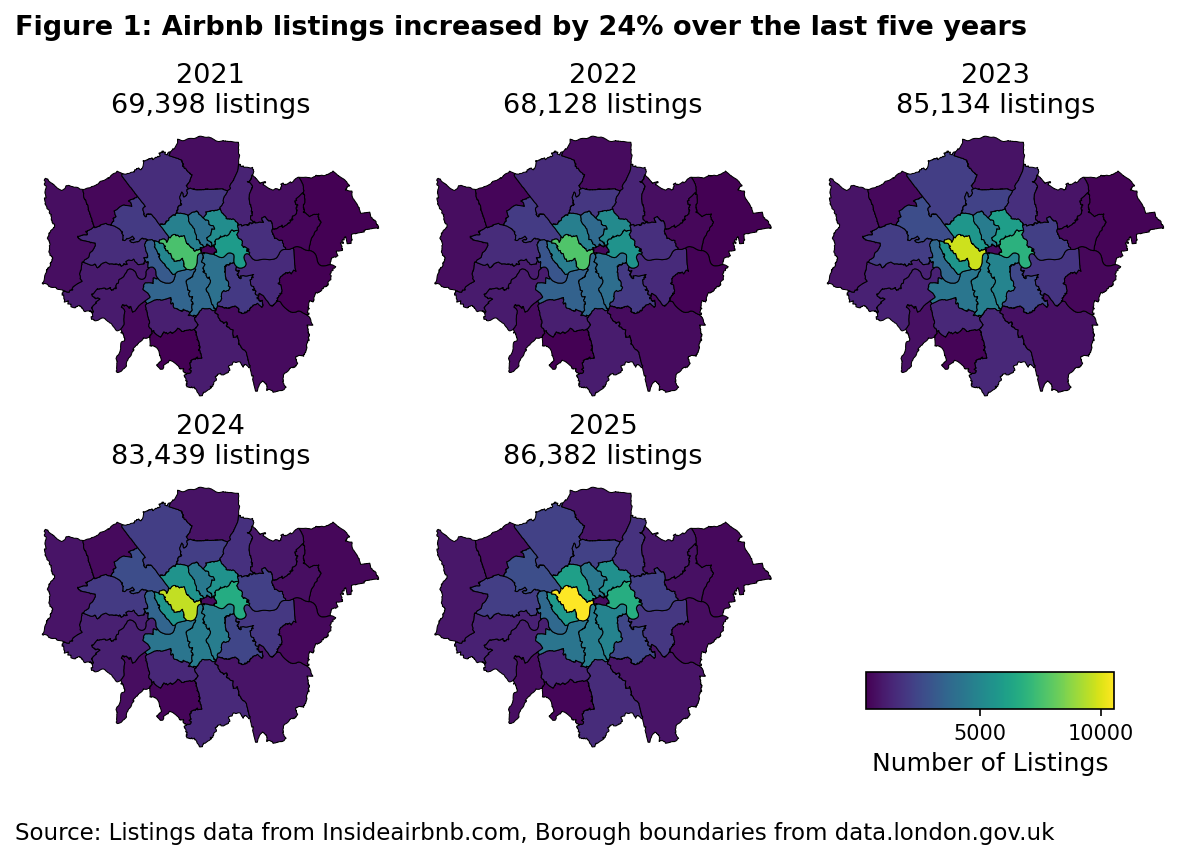 Figure 1: Airbnb listings increased by 24% over the last five years
2021
69,398 listings
2022
68,128 listings
2023
85,134 listings
2024
83,439 listings
2025
86,382 listings
5000 10000
Number of Listings
Source: Listings data from Insideairbnb.com, Borough boundaries from data.london.gov.uk